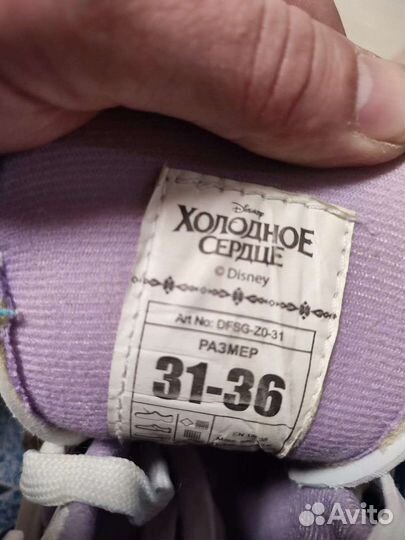 Disney
ХОЛОДНОЕ
СЕРДЦЕ
© Disney
Art No: DFSG-Z0-31
РАЗМЕР
31-36
Avito